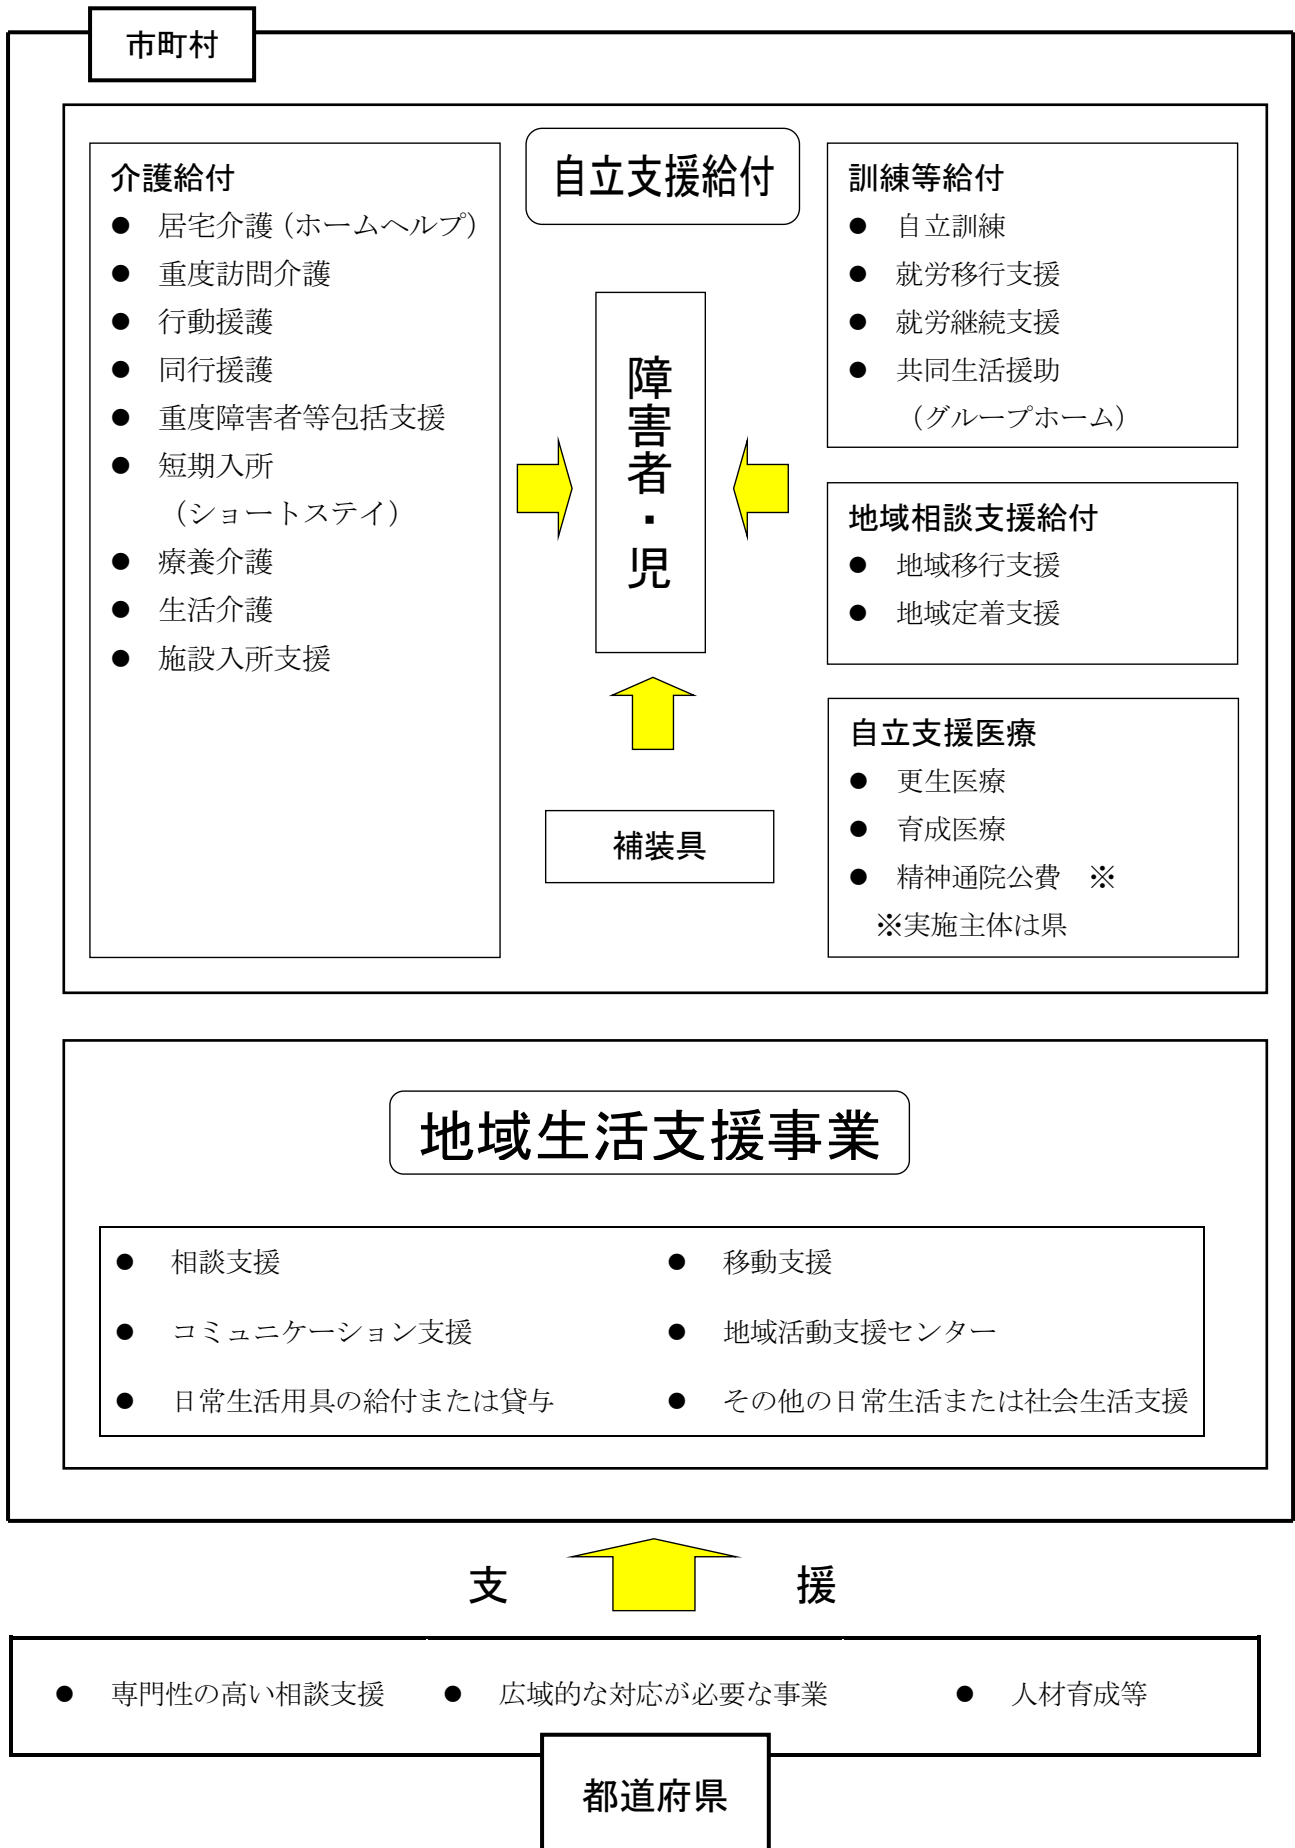 市町村
自立支援給付
介護給付
● 居宅介護（ホームヘルプ）
● 重度訪問介護
● 行動援護
● 同行援護
● 重度障害者等包括支援
● 短期入所
（ショートステイ）
● 療養介護
● 生活介護
● 施設入所支援
障害者・児
補装具
訓練等給付
● 自立訓練
● 就労移行支援
● 就労継続支援
● 共同生活援助
（グループホーム）
地域相談支援給付
● 地域移行支援
● 地域定着支援
自立支援医療
● 更生医療
● 育成医療
● 精神通院公費　※
※実施主体は県
地域生活支援事業
● 相談支援
● コミュニケーション支援
● 日常生活用具の給付または貸与
● 移動支援
● 地域活動支援センター
● その他の日常生活または社会生活支援
支　援
● 専門性の高い相談支援　● 広域的な対応が必要な事業　● 人材育成等
都道府県